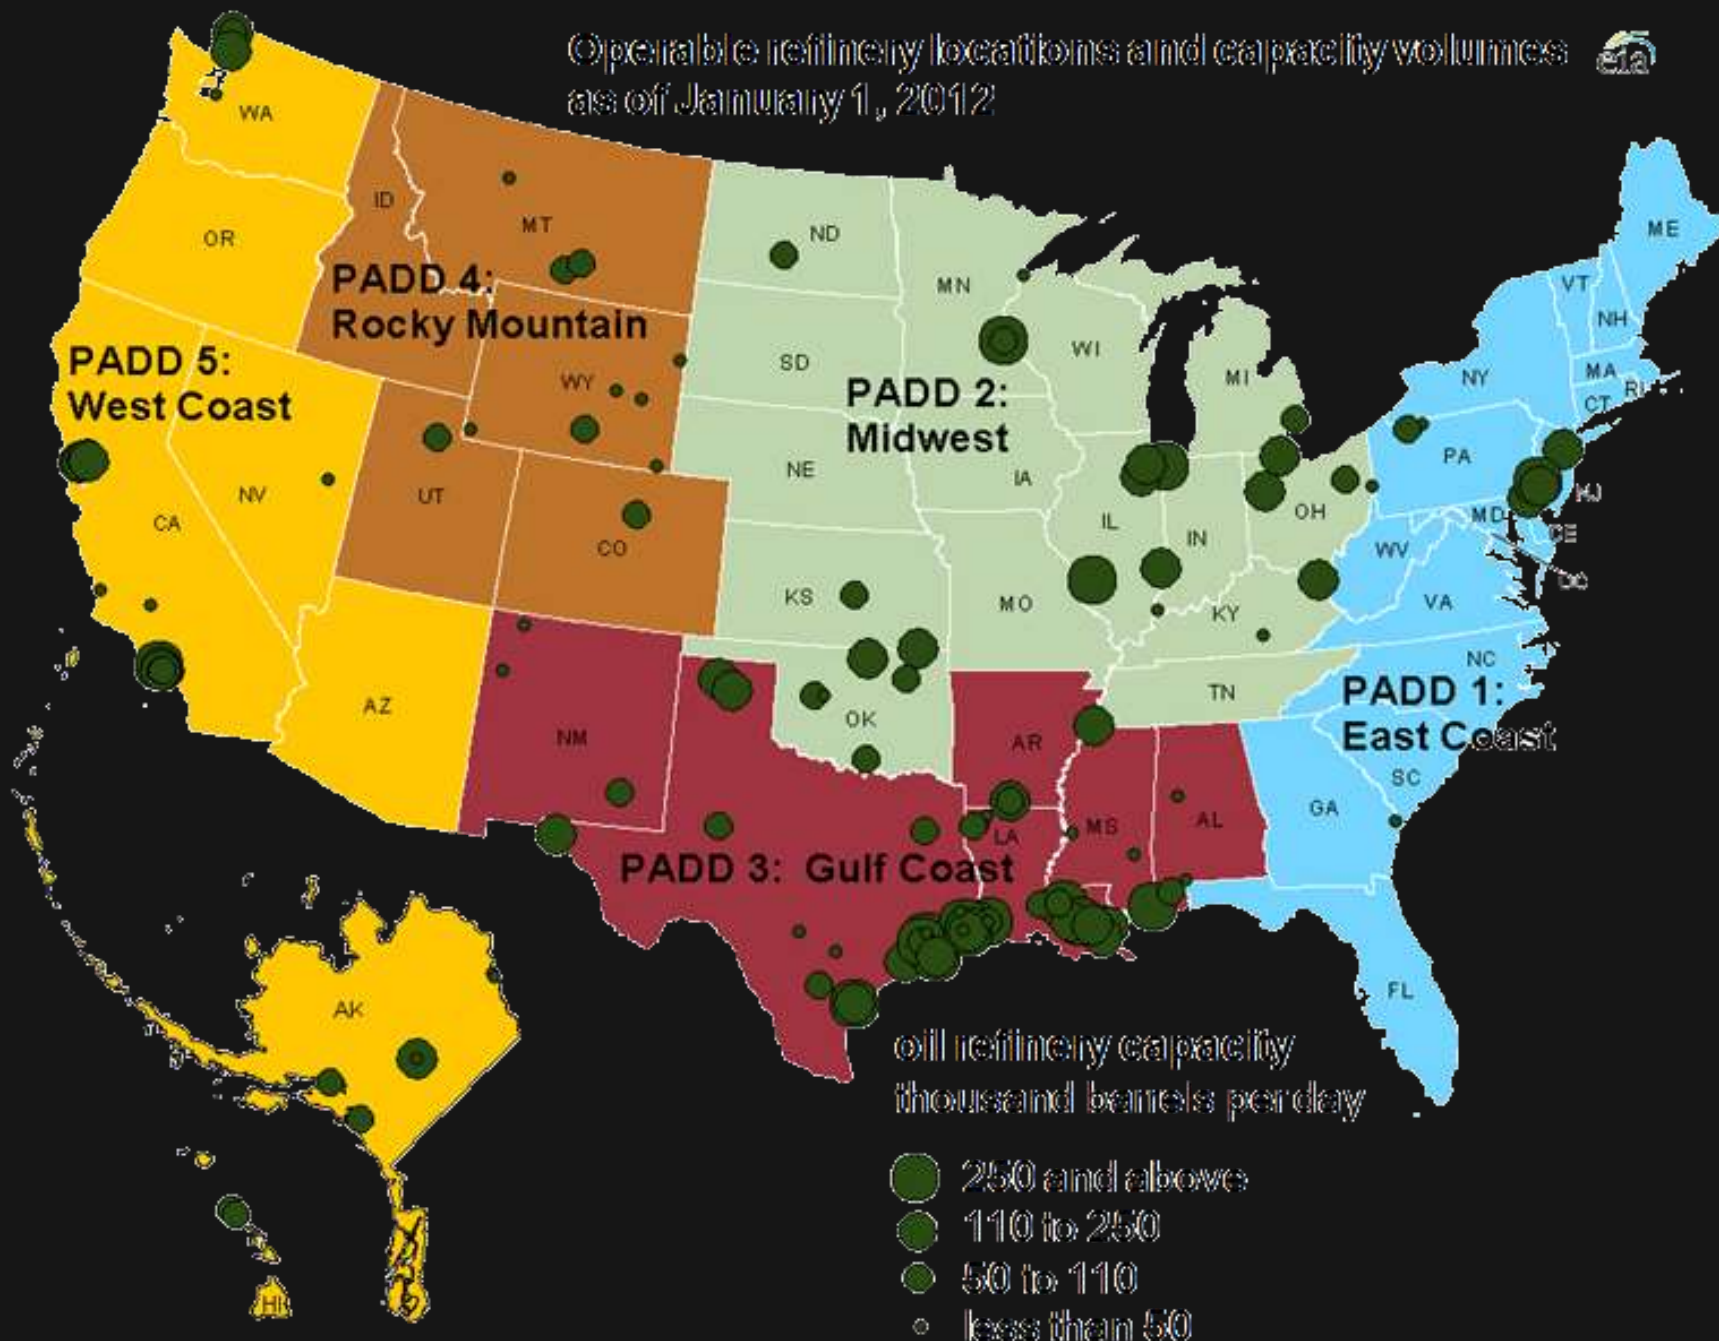 Operable refinery locations and capacity volumes
as of January 1, 2012
eia
WA
OR
ID
MT
ND
MN
WI
MI
ME
VT
NH
NY
MA
RI
CT
PADD 4:
Rocky Mountain
PADD 5:
West Coast
WY
SD
PADD 2:
Midwest
NE
IA
IL
IN
OH
PA
NJ
MD
DE
DC
WV
VA
CA
NV
UT
CO
KS
MO
KY
NC
TN
PADD 1:
East Coast
SC
AZ
NM
OK
AR
LA
MS
AL
GA
FL
PADD 3: Gulf Coast
AK
HI
oil refinery capacity
thousand barrels per day
250 and above
110 to 250
50 to 110
less than 50